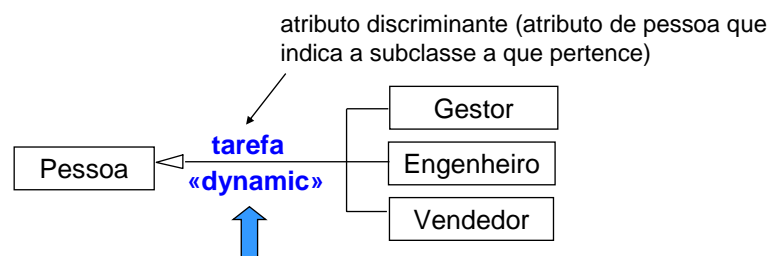 atributo discriminante (atributo de pessoa que
indica a subclasse a que pertence)
Gestor
tarefa
Pessoa
Engenheiro
«dynamic»
Vendedor